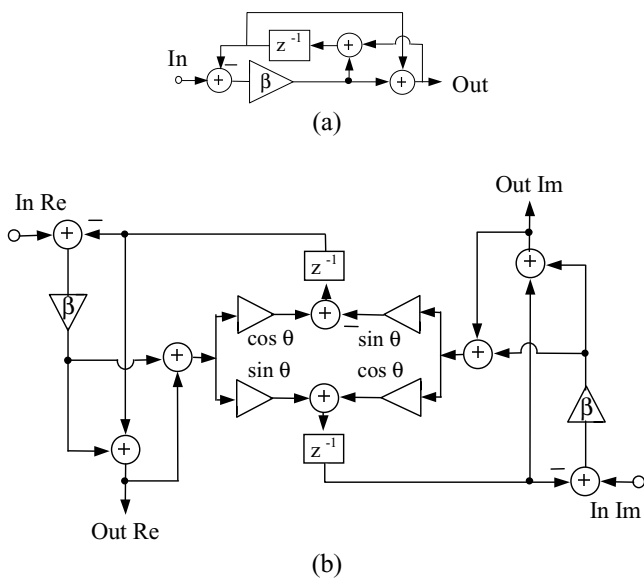 z⁻¹
+
In
−
+
β
+
Out
(a)
Out Im
In Re
−
+
+
z⁻¹
β
+
−
cos θ
sin θ
+
+
sin θ
cos θ
β
+
+
z⁻¹
−
+
Out Re
In Im
(b)